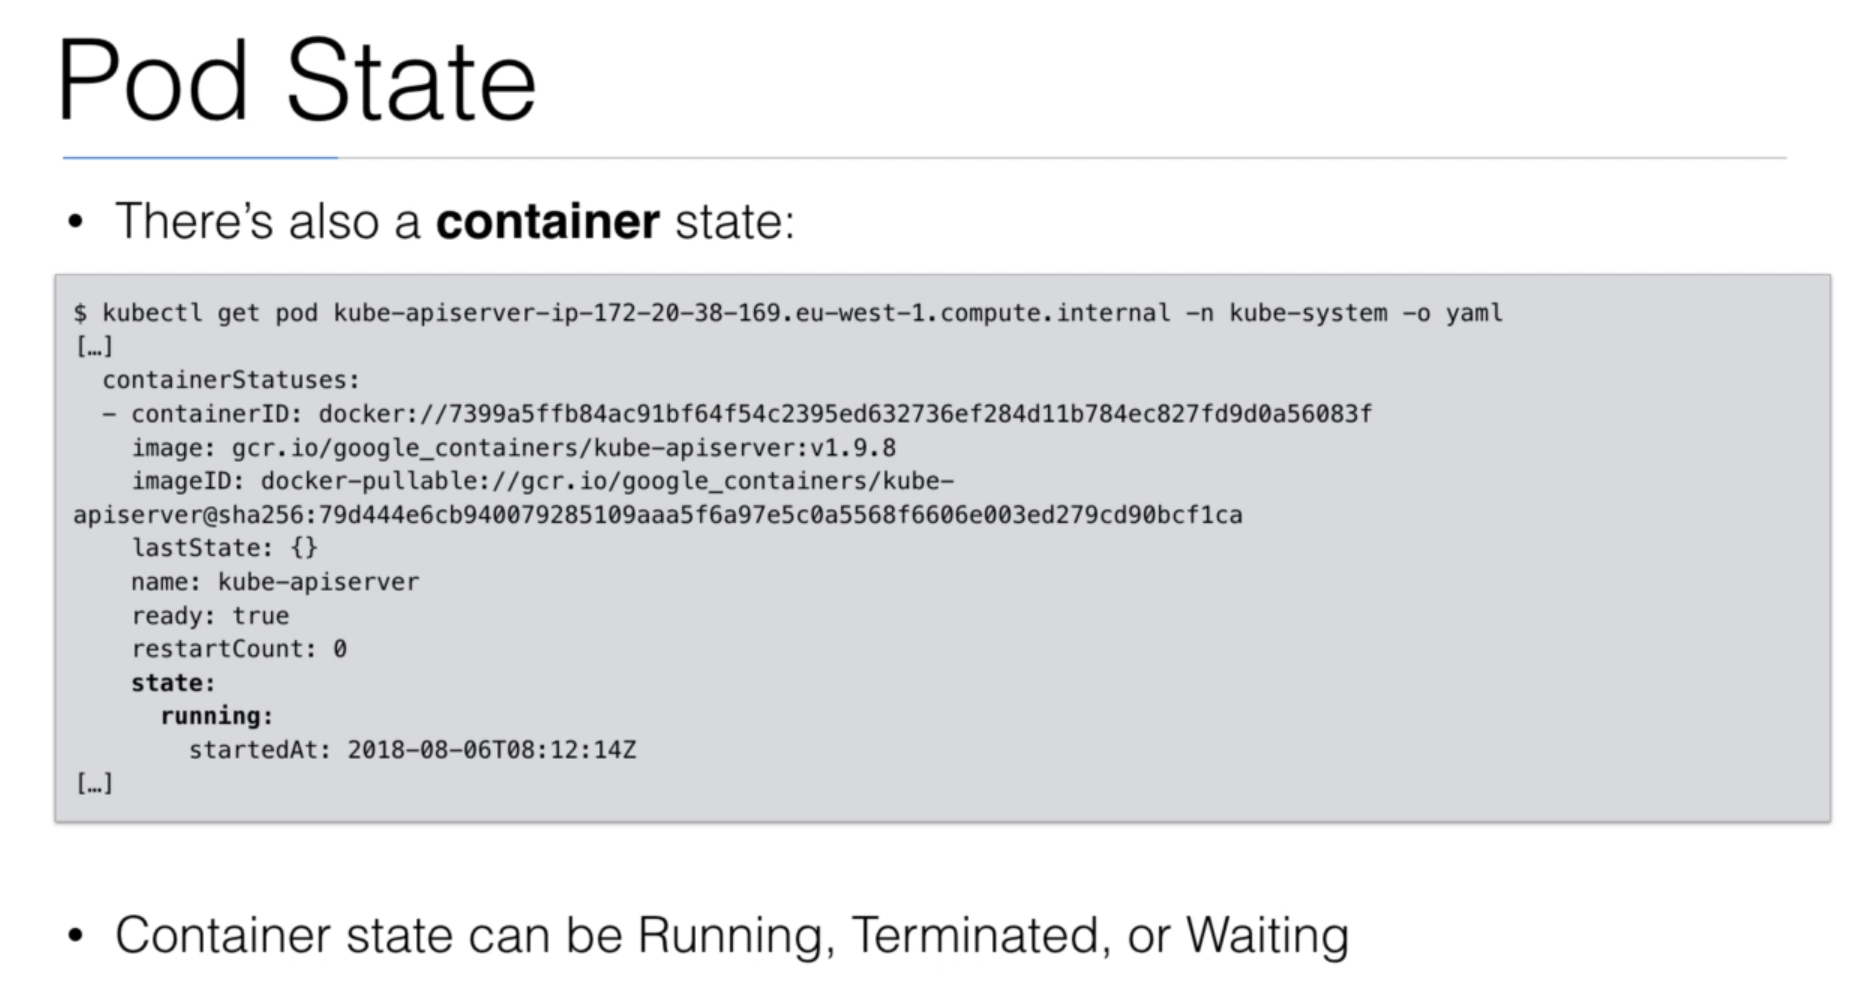 Pod State
• There’s also a container state:
$ kubectl get pod kube-apiserver-ip-172-20-38-169.eu-west-1.compute.internal -n kube-system -o yaml
[…]
  containerStatuses:
  - containerID: docker://7399a5ffb84ac91bf64f54c2395ed632736ef284d11b784ec827fd9d0a56083f
    image: gcr.io/google_containers/kube-apiserver:v1.9.8
    imageID: docker-pullable://gcr.io/google_containers/kube-
apiserver@sha256:79d444e6cb940079285109aaa5f6a97e5c0a5568f6606e003ed279cd90bcf1ca
    lastState: {}
    name: kube-apiserver
    ready: true
    restartCount: 0
    state:
      running:
        startedAt: 2018-08-06T08:12:14Z
[…]
• Container state can be Running, Terminated, or Waiting